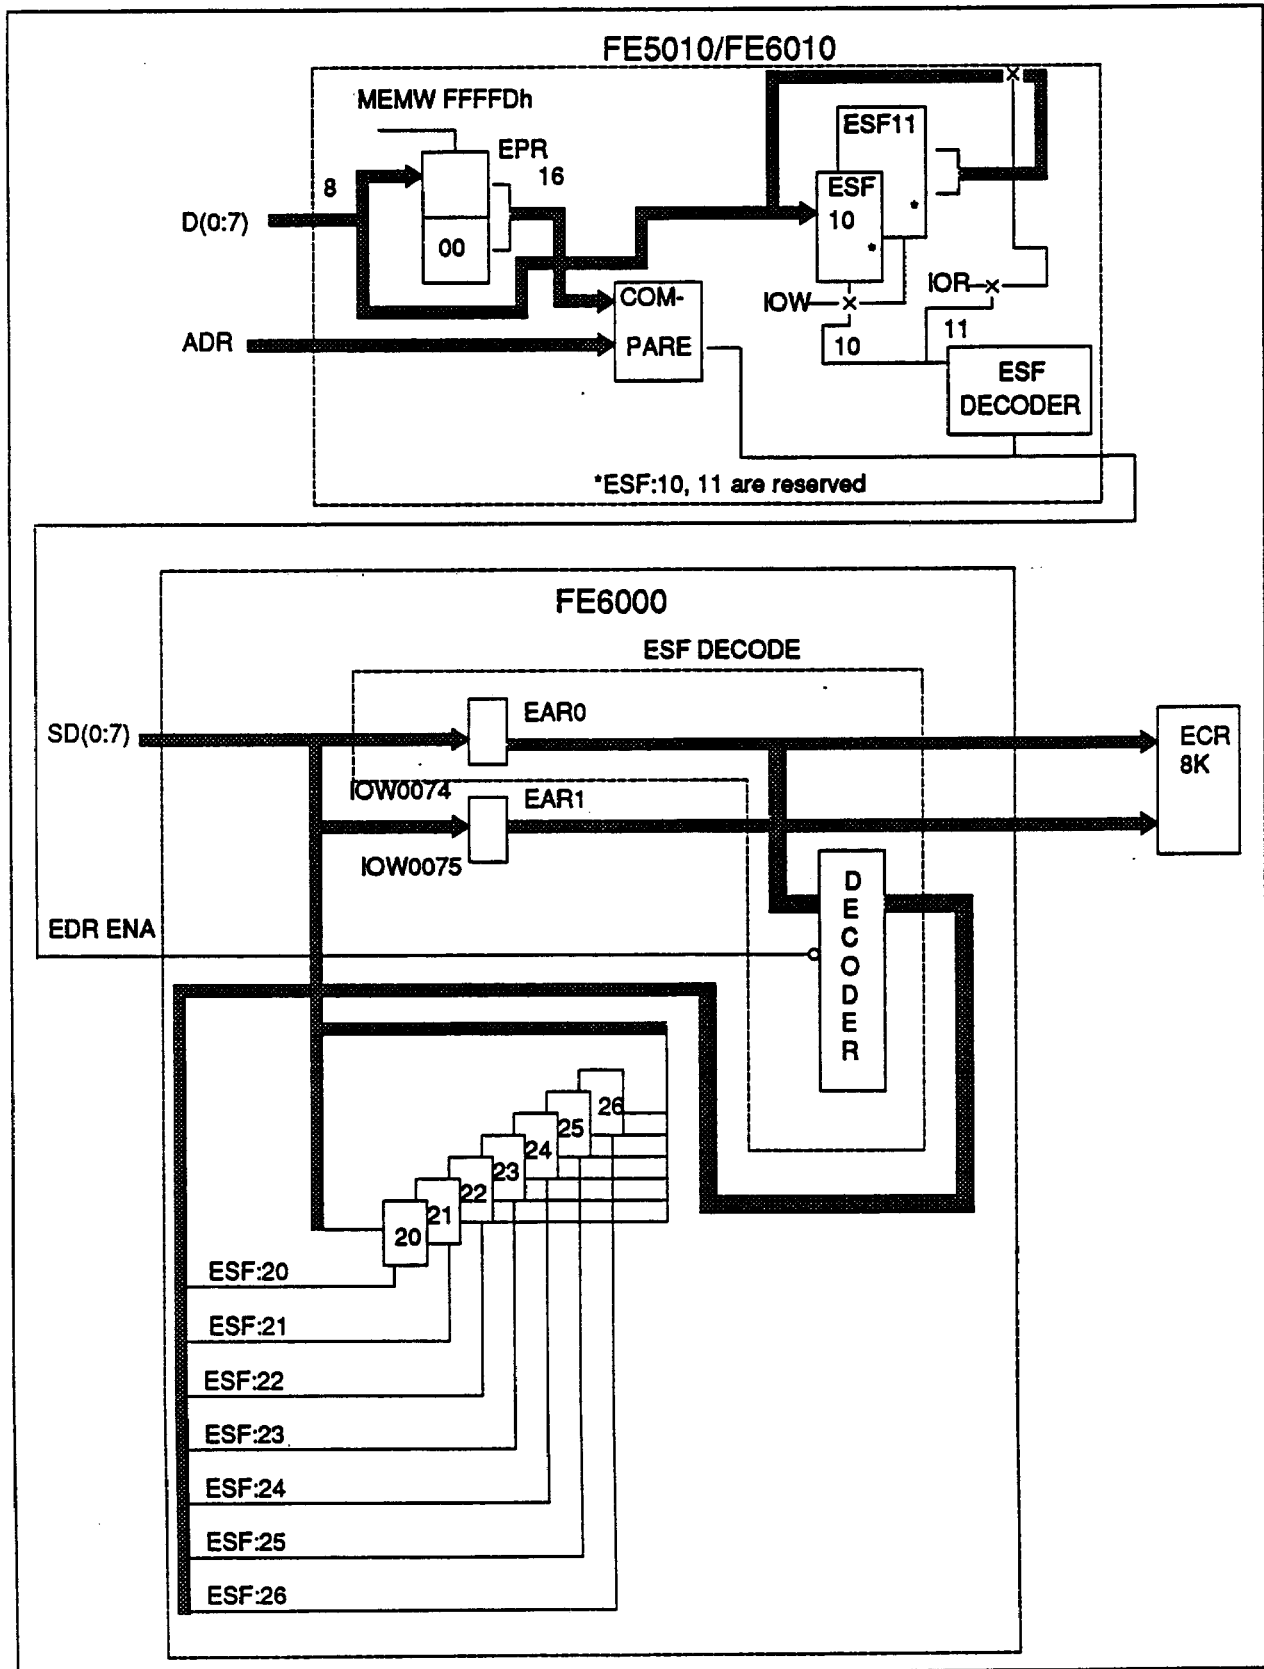 FE5010/FE6010
MEMW FFFFDh
EPR
16
8
D(0:7)
00
ESF11
*
ESF
10
*
COM-
PARE
ADR
IOW
IOR
10
11
ESF
DECODER
*ESF:10, 11 are reserved
FE6000
ESF DECODE
SD(0:7)
EAR0
IOW0074
EAR1
IOW0075
ECR
8K
EDR ENA
DECODER
26
25
24
23
22
21
20
ESF:20
ESF:21
ESF:22
ESF:23
ESF:24
ESF:25
ESF:26